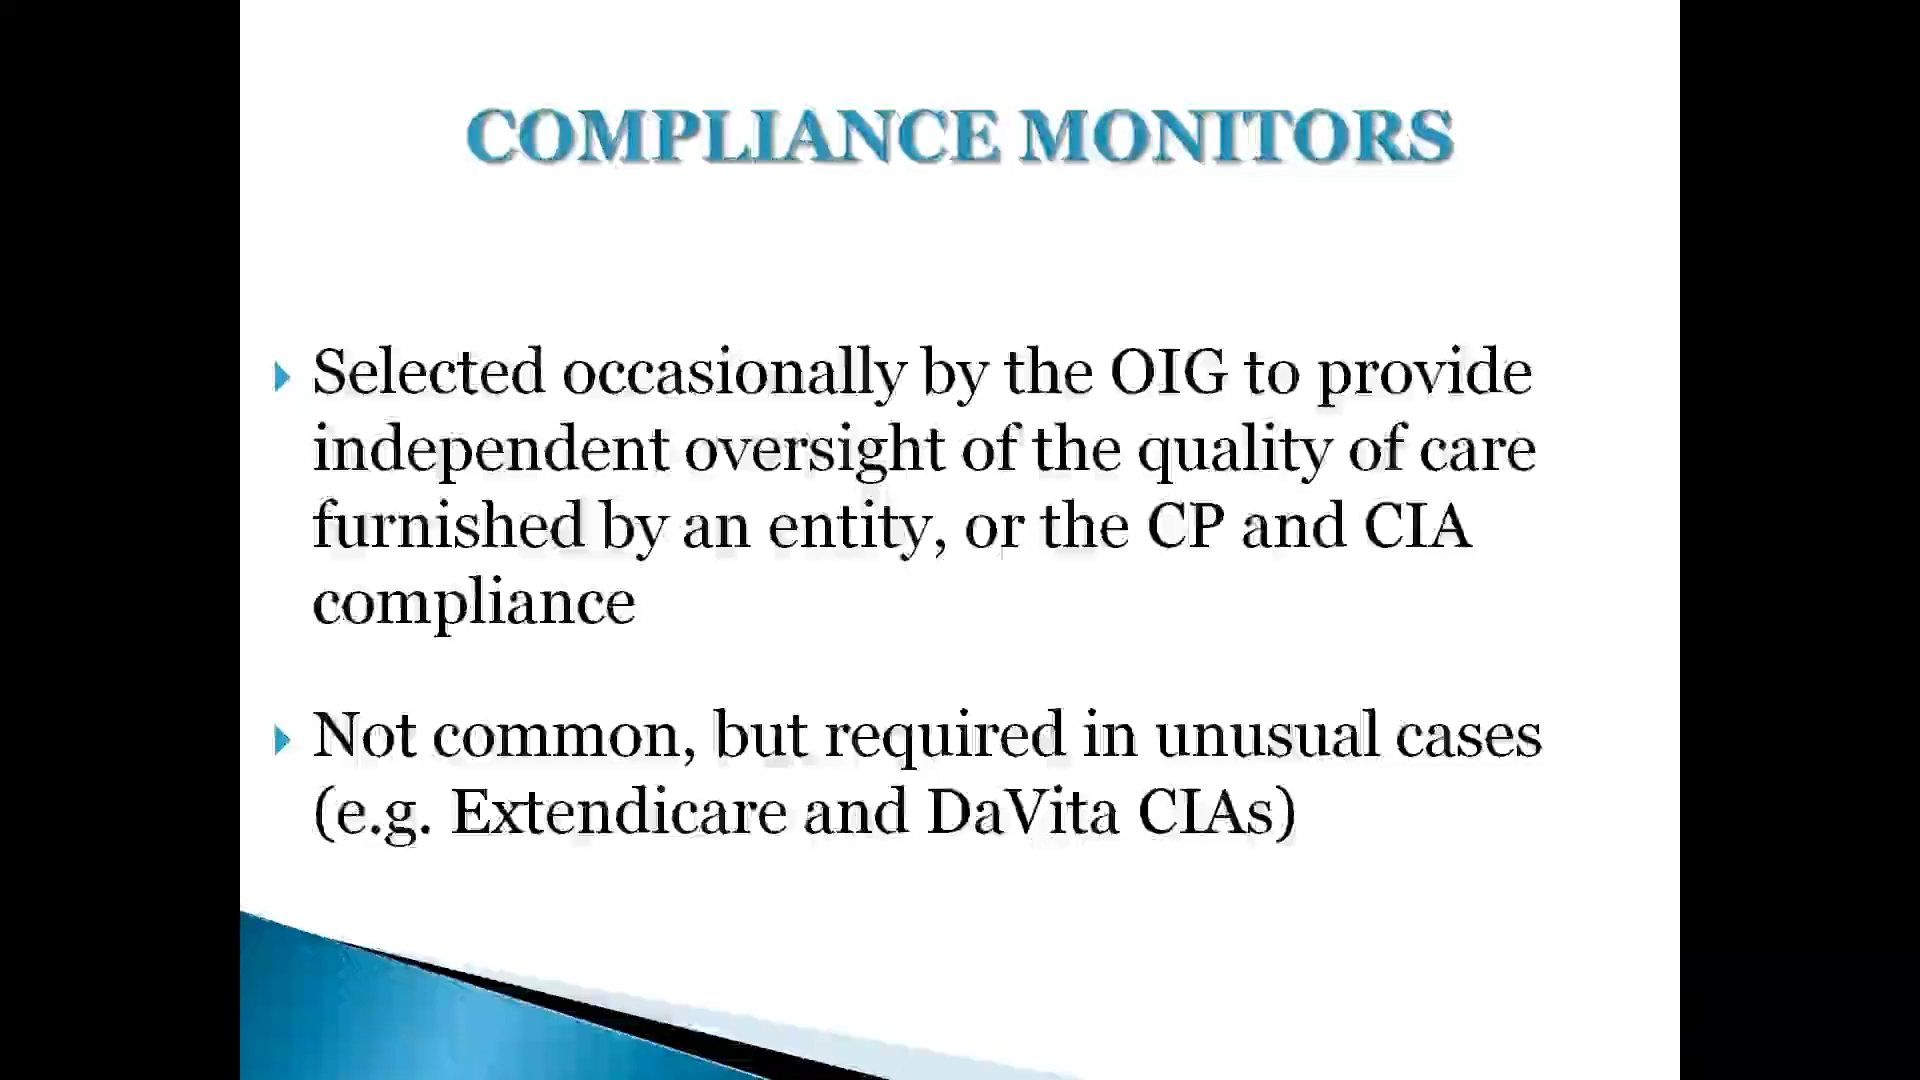 COMPLIANCE MONITORS
Selected occasionally by the OIG to provide
independent oversight of the quality of care
furnished by an entity, or the CP and CIA
compliance
Not common, but required in unusual cases
(e.g. Extendicare and DaVita CIAs)